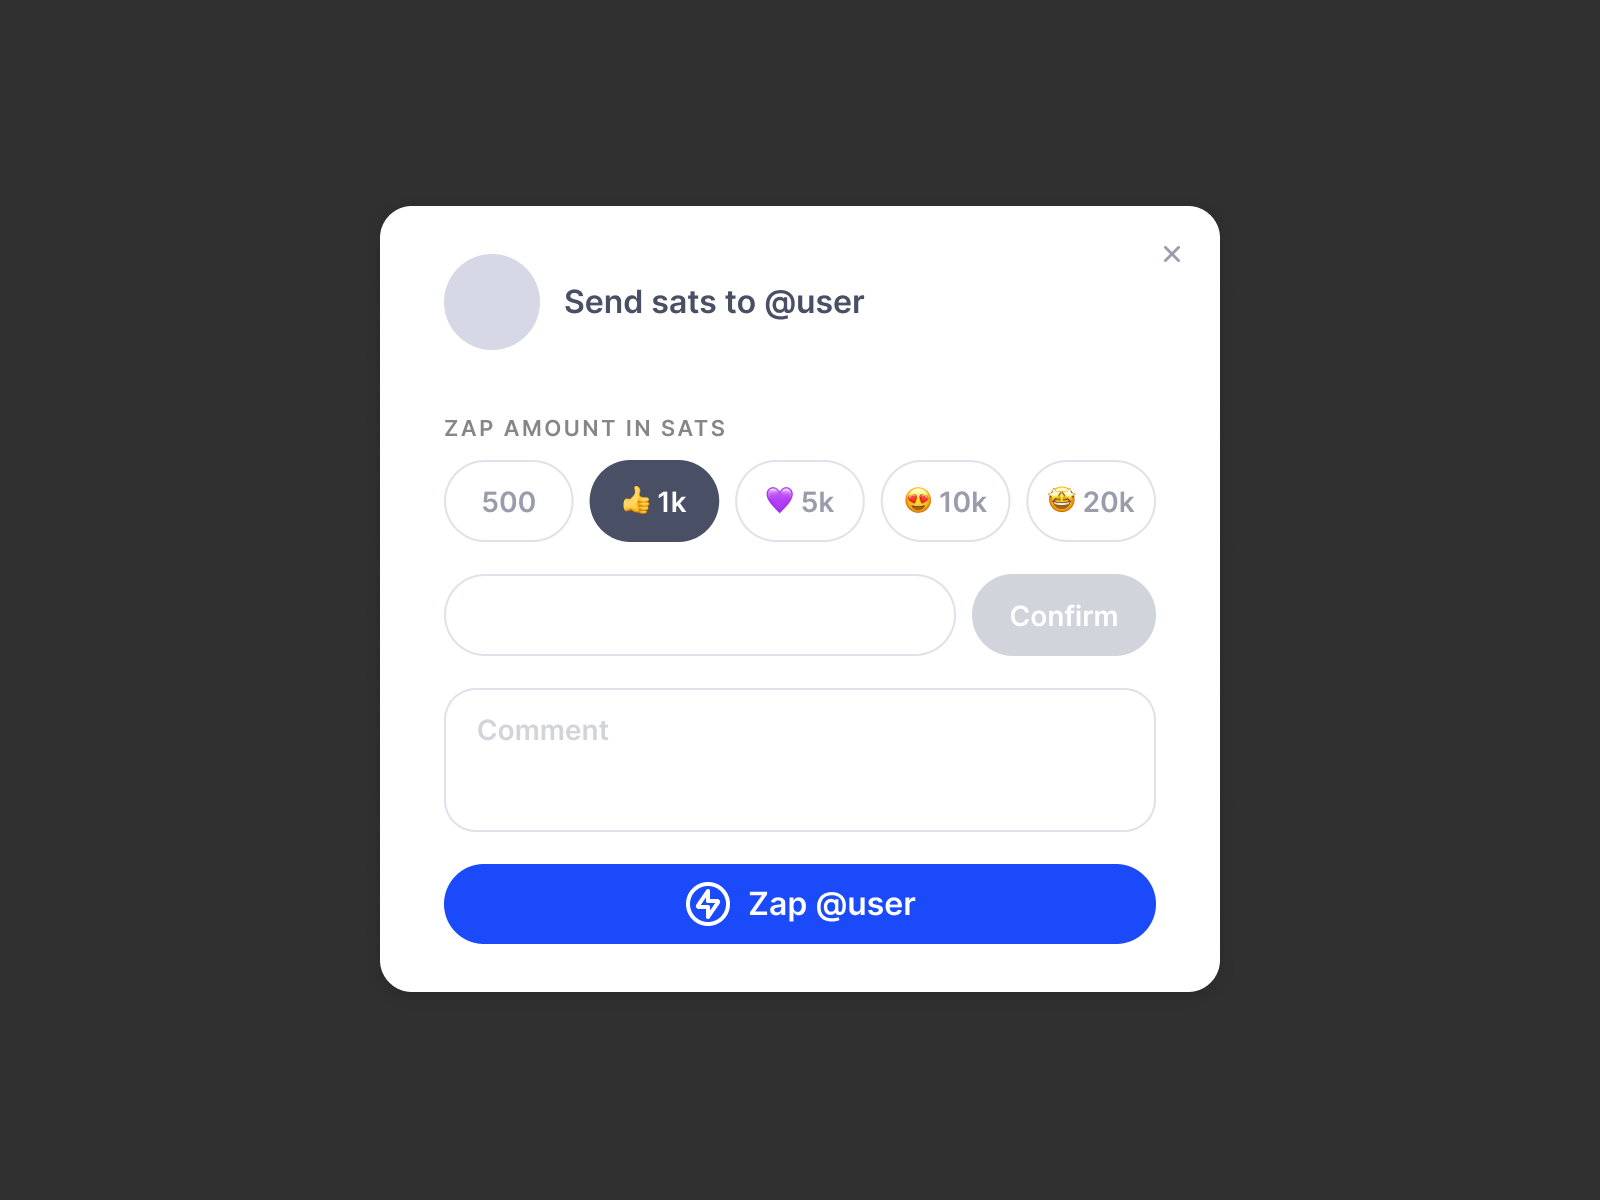 Send sats to @user
ZAP AMOUNT IN SATS
500 👍 1k 💜 5k 😍 10k 🤩 20k
Confirm
Comment
Zap @user